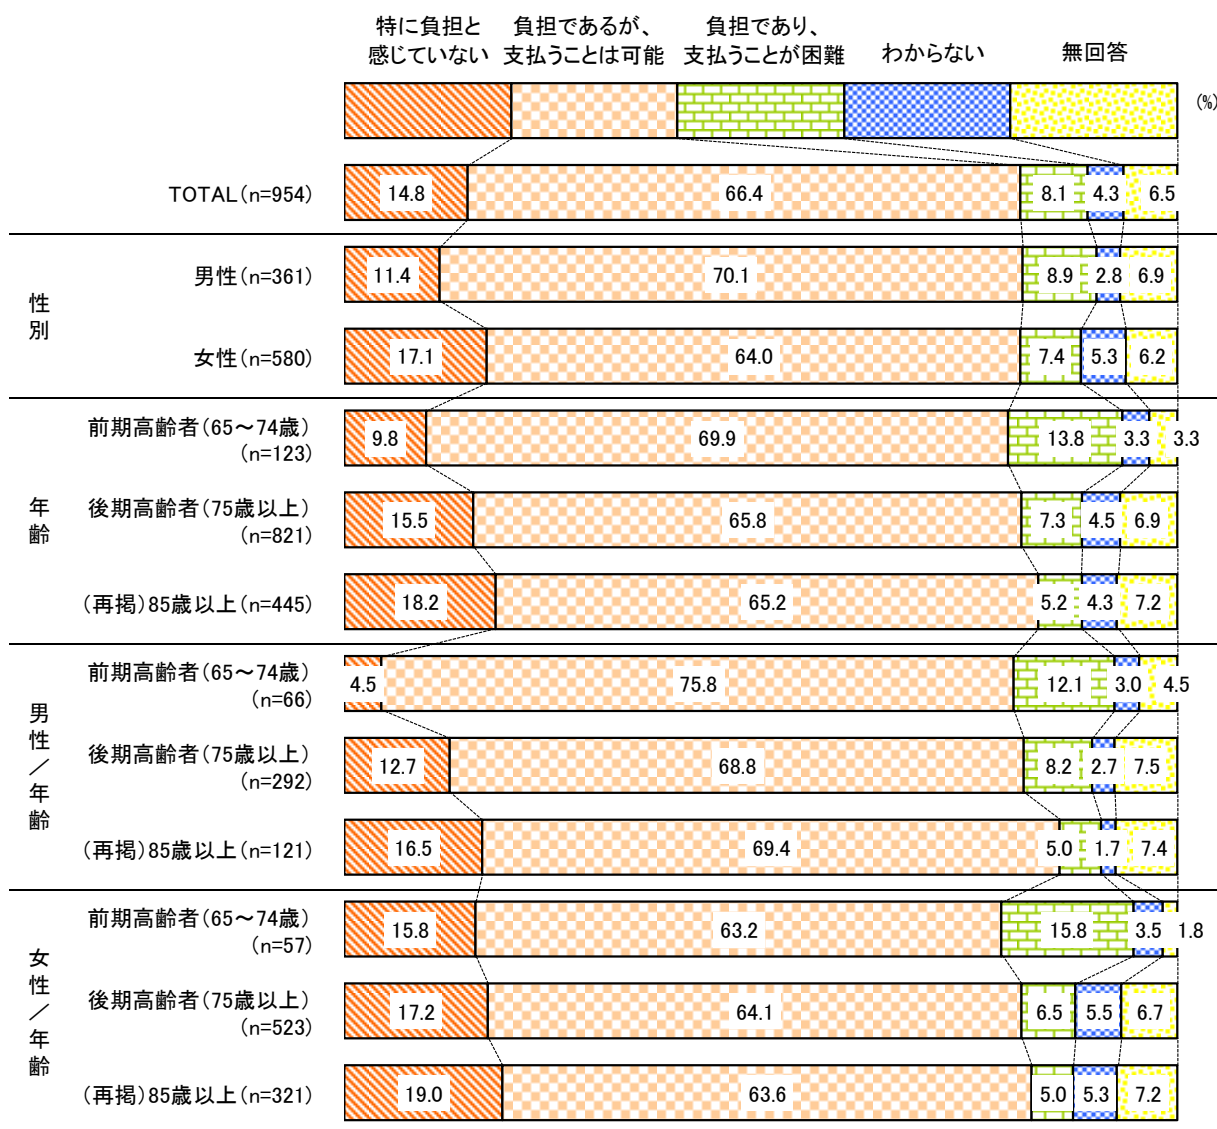 特に負担と
感じていない
負担であるが、
支払うことは可能
負担であり、
支払うことが困難
わからない
無回答
(%)
TOTAL(n=954)
14.8 66.4 8.1 4.3 6.5
性別
男性(n=361)
11.4 70.1 8.9 2.8 6.9
女性(n=580)
17.1 64.0 7.4 5.3 6.2
年齢
前期高齢者(65～74歳)
(n=123)
9.8 69.9 13.8 3.3 3.3
後期高齢者(75歳以上)
(n=821)
15.5 65.8 7.3 4.5 6.9
(再掲)85歳以上(n=445)
18.2 65.2 5.2 4.3 7.2
男性／年齢
前期高齢者(65～74歳)
(n=66)
4.5 75.8 12.1 3.0 4.5
後期高齢者(75歳以上)
(n=292)
12.7 68.8 8.2 2.7 7.5
(再掲)85歳以上(n=121)
16.5 69.4 5.0 1.7 7.4
女性／年齢
前期高齢者(65～74歳)
(n=57)
15.8 63.2 15.8 3.5 1.8
後期高齢者(75歳以上)
(n=523)
17.2 64.1 6.5 5.5 6.7
(再掲)85歳以上(n=321)
19.0 63.6 5.0 5.3 7.2